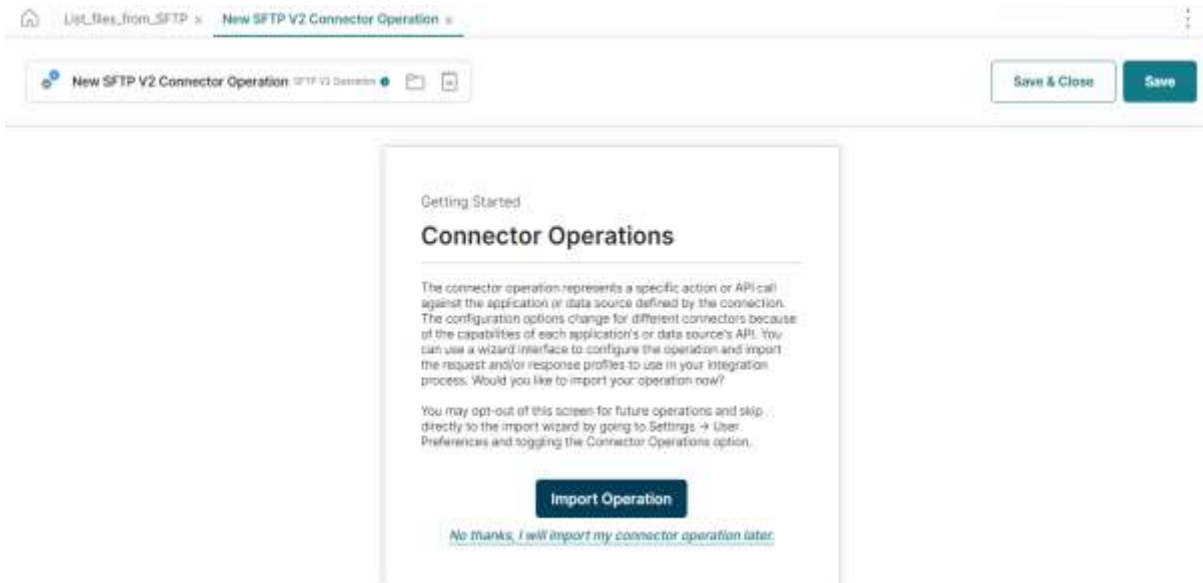 List_files_from_SFTP x New SFTP V2 Connector Operation x
New SFTP V2 Connector Operation SFTP V2 Operation
Save & Close
Save
Getting Started
Connector Operations
The connector operation represents a specific action or API call
against the application or data source defined by the connection.
The configuration options change for different connectors because
of the capabilities of each application's or data source's API. You
can use a wizard interface to configure the operation and import
the request and/or response profiles to use in your integration
process. Would you like to import your operation now?
You may opt-out of this screen for future operations and skip
directly to the import wizard by going to Settings → User
Preferences and toggling the Connector Operations option.
Import Operation
No thanks, I will import my connector operation later.